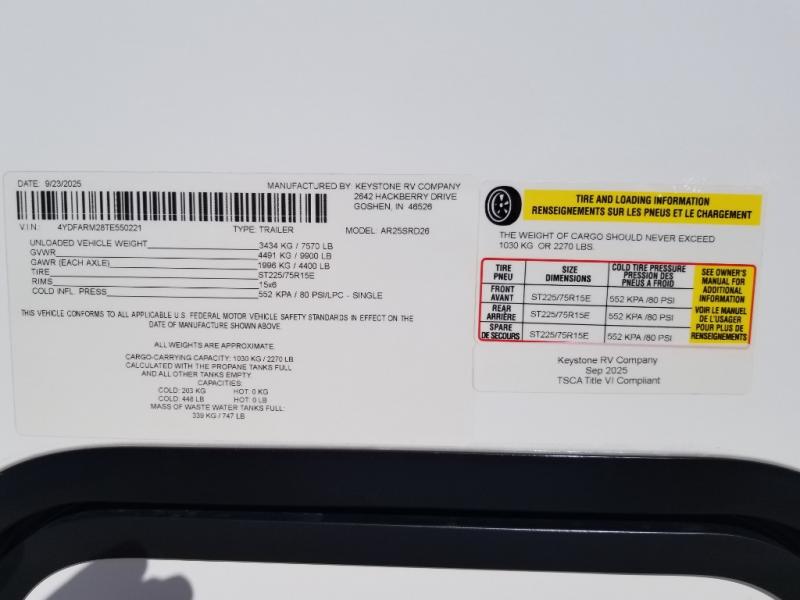 DATE: 9/23/2025
MANUFACTURED BY: KEYSTONE RV COMPANY
2642 HACKBERRY DRIVE
GOSHEN, IN 46526
V.I.N: 4YDFARM28TE550221 TYPE: TRAILER MODEL: AR25SRD26
UNLOADED VEHICLE WEIGHT 3434 KG / 7570 LB
GVWR 4491 KG / 9900 LB
GAWR (EACH AXLE) 1996 KG / 4400 LB
TIRE ST225/75R15E
RIMS 15x6
COLD INFL. PRESS 552 KPA / 80 PSI/LPC - SINGLE
THIS VEHICLE CONFORMS TO ALL APPLICABLE U.S. FEDERAL MOTOR VEHICLE SAFETY STANDARDS IN EFFECT ON THE
DATE OF MANUFACTURE SHOWN ABOVE.
ALL WEIGHTS ARE APPROXIMATE.
CARGO-CARRYING CAPACITY: 1030 KG / 2270 LB
CALCULATED WITH THE PROPANE TANKS FULL
AND ALL OTHER TANKS EMPTY
CAPACITIES:
COLD: 203 KG HOT: 0 KG
COLD: 448 LB HOT: 0 LB
MASS OF WASTE WATER TANKS FULL:
339 KG / 747 LB
TIRE AND LOADING INFORMATION
RENSEIGNEMENTS SUR LES PNEUS ET LE CHARGEMENT
THE WEIGHT OF CARGO SHOULD NEVER EXCEED
1030 KG OR 2270 LBS.
TIRE
PNEU
SIZE
DIMENSIONS
COLD TIRE PRESSURE
PRESSION DES
PNEUS A FROID
FRONT
AVANT
ST225/75R15E
552 KPA /80 PSI
REAR
ARRIÈRE
ST225/75R15E
552 KPA /80 PSI
SPARE
DE SECOURS
ST225/75R15E
552 KPA /80 PSI
SEE OWNER'S
MANUAL FOR
ADDITIONAL
INFORMATION
VOIR LE MANUEL
DE L'USAGER
POUR PLUS DE
RENSEIGNEMENTS
Keystone RV Company
Sep 2025
TSCA Title VI Compliant